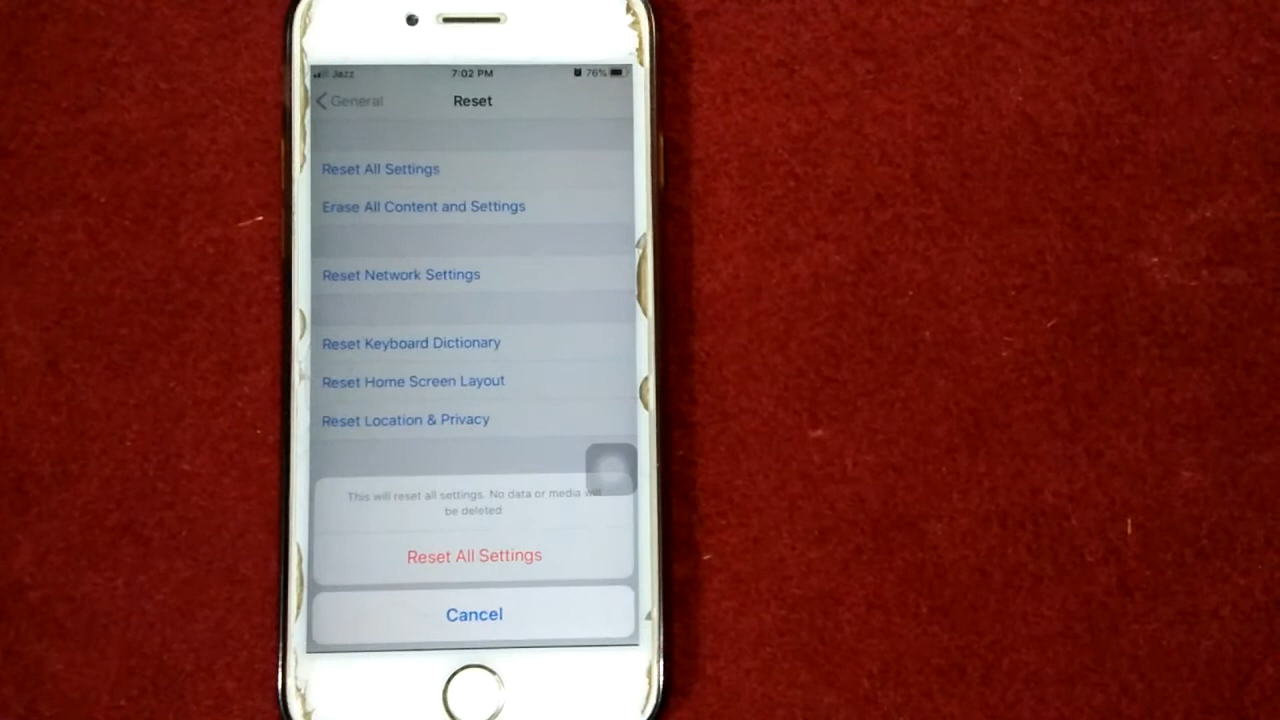 Jazz 7:02 PM 76%
General Reset
Reset All Settings
Erase All Content and Settings
Reset Network Settings
Reset Keyboard Dictionary
Reset Home Screen Layout
Reset Location & Privacy
This will reset all settings. No data or media will
be deleted
Reset All Settings
Cancel